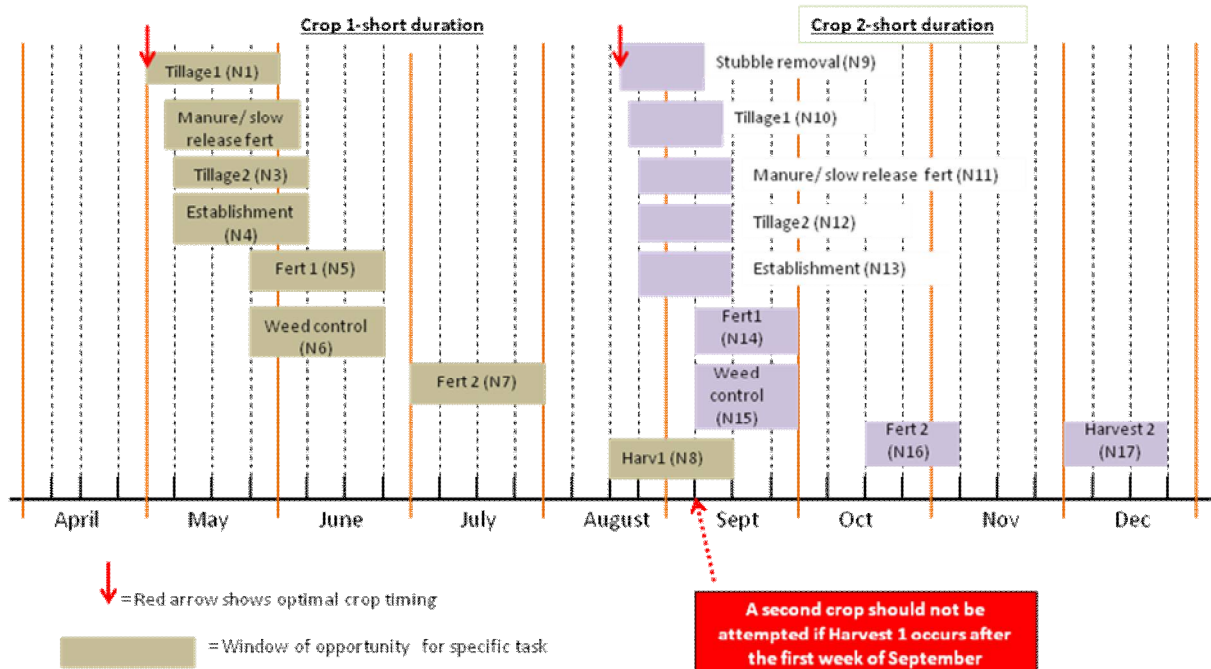 Crop 1-short duration
Crop 2-short duration
Tillage1 (N1)
Manure/ slow
release fert
Tillage2 (N3)
Establishment
(N4)
Fert 1 (N5)
Weed control
(N6)
Fert 2 (N7)
Harv1 (N8)
Stubble removal(N9)
Tillage1 (N10)
Manure/ slow release fert (N11)
Tillage2 (N12)
Establishment (N13)
Fert1
(N14)
Weed
control
(N15)
Fert 2
(N16)
Harvest 2
(N17)
April
May
June
July
August
Sept
Oct
Nov
Dec
= Red arrow shows optimal crop timing
= Window of opportunity for specific task
A second crop should not be
attempted if Harvest 1 occurs after
the first week of September